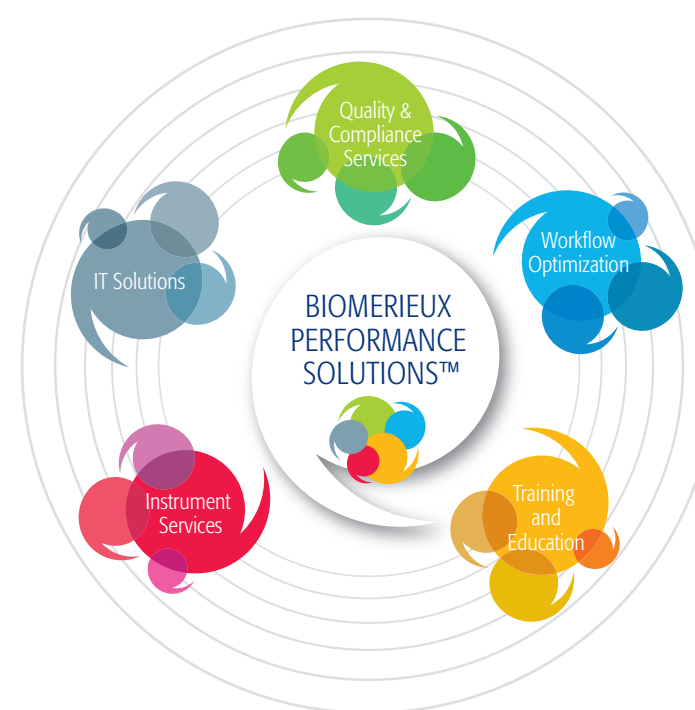 Quality &
Compliance
Services
Workflow
Optimization
IT Solutions
BIOMERIEUX
PERFORMANCE
SOLUTIONS™
Instrument
Services
Training
and
Education